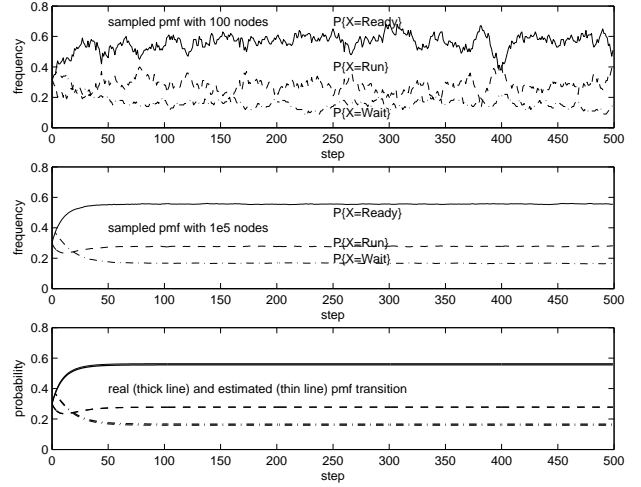 sampled pmf with 100 nodes
P{X=Ready}
P{X=Run}
P{X=Wait}
frequency
0.8
0.6
0.4
0.2
0
0 50 100 150 200 250 300 350 400 450 500
step
P{X=Ready}
sampled pmf with 1e5 nodes
P{X=Run}
P{X=Wait}
frequency
0.8
0.6
0.4
0.2
0
0 50 100 150 200 250 300 350 400 450 500
step
real (thick line) and estimated (thin line) pmf transition
probability
0.8
0.6
0.4
0.2
0
0 50 100 150 200 250 300 350 400 450 500
step